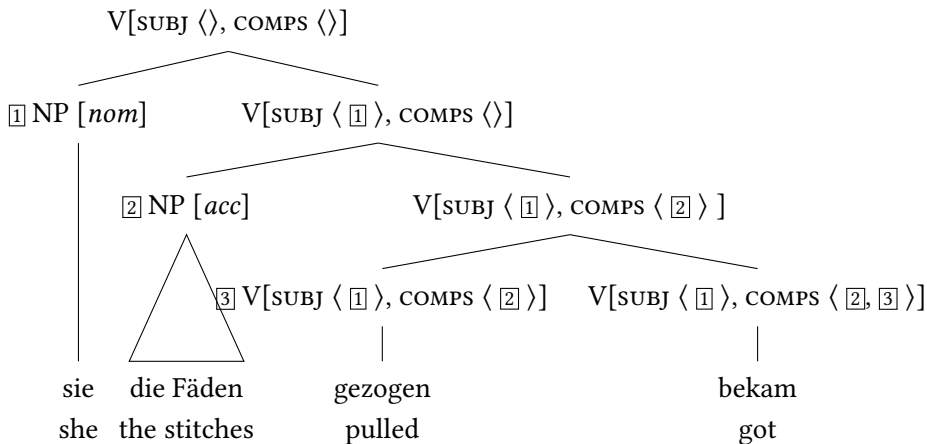 V[SUBJ ⟨⟩, COMPS ⟨⟩]
1 NP [nom] V[SUBJ ⟨ 1 ⟩, COMPS ⟨⟩]
2 NP [acc] V[SUBJ ⟨ 1 ⟩, COMPS ⟨ 2 ⟩ ]
3 V[SUBJ ⟨ 1 ⟩, COMPS ⟨ 2 ⟩] V[SUBJ ⟨ 1 ⟩, COMPS ⟨ 2, 3 ⟩]
sie die Fäden gezogen bekam
she the stitches pulled got